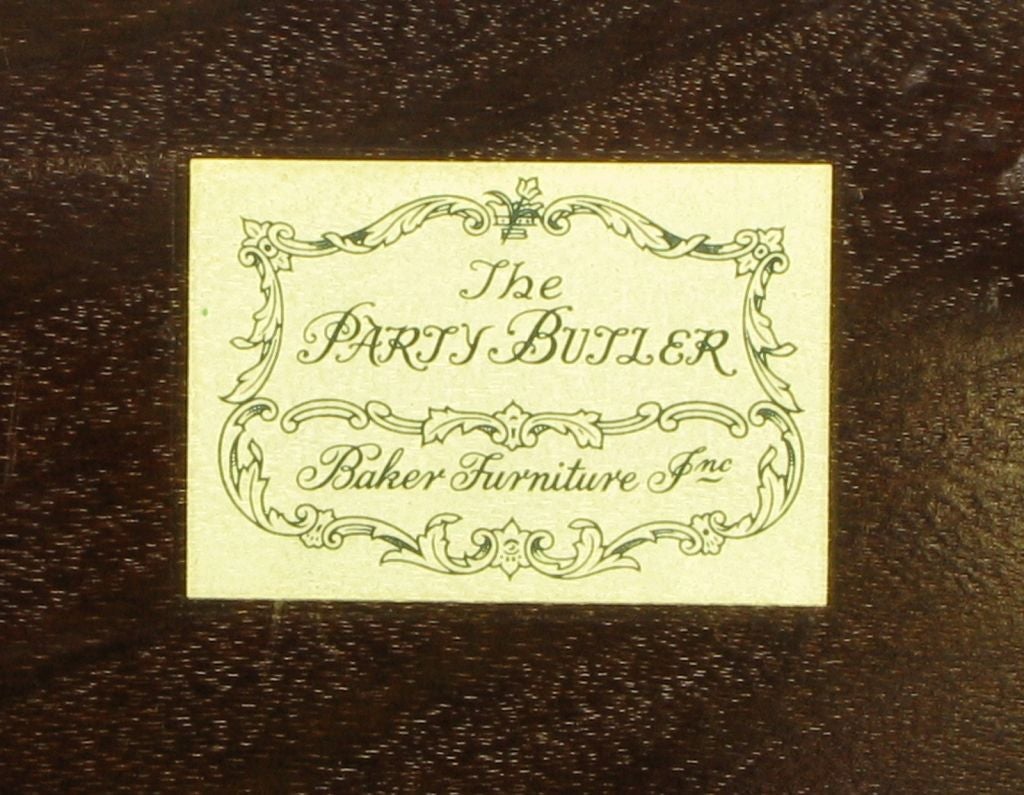 The
PARTY BUTLER
Baker Furniture Inc